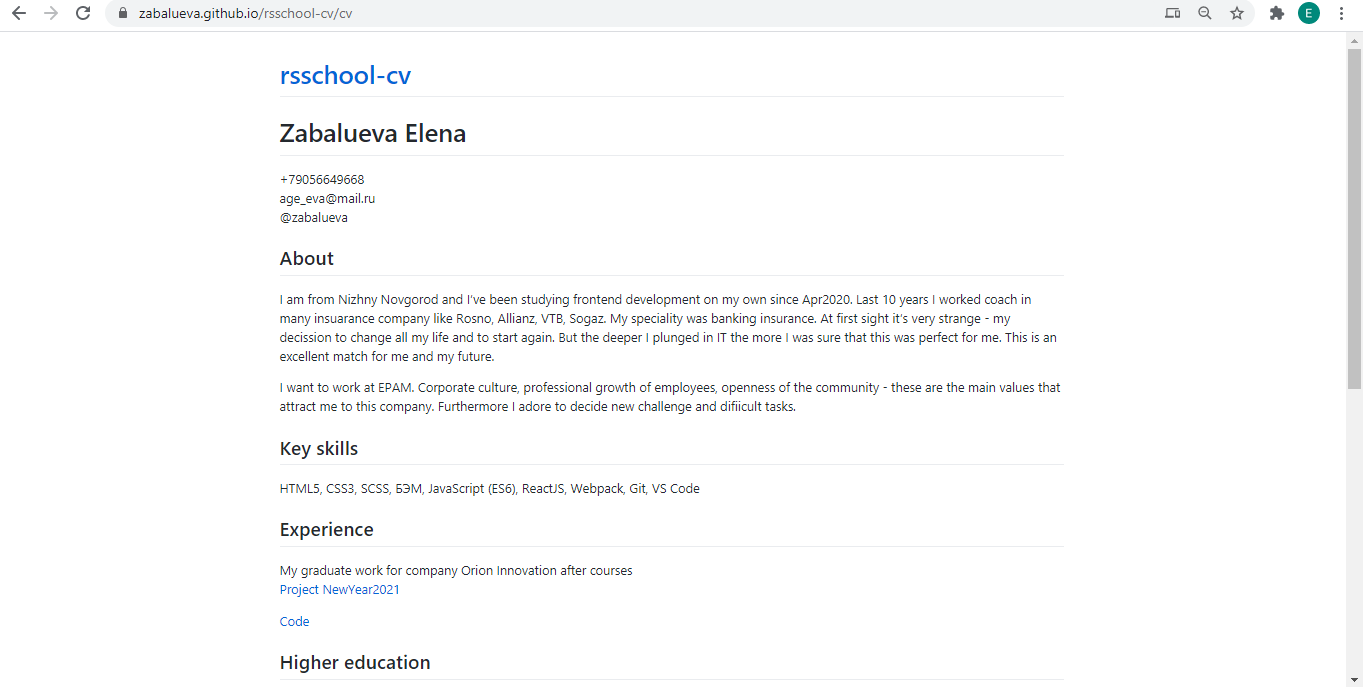 zabalueva.github.io/rsschool-cv/cv
E
rsschool-cv
Zabalueva Elena
+79056649668
age_eva@mail.ru
@zabalueva
About
I am from Nizhny Novgorod and I've been studying frontend development on my own since Apr2020. Last 10 years I worked coach in
many insuarance company like Rosno, Allianz, VTB, Sogaz. My speciality was banking insurance. At first sight it's very strange - my
decission to change all my life and to start again. But the deeper I plunged in IT the more I was sure that this was perfect for me. This is an
excellent match for me and my future.
I want to work at EPAM. Corporate culture, professional growth of employees, openness of the community - these are the main values that
attract me to this company. Furthermore I adore to decide new challenge and difiicult tasks.
Key skills
HTML5, CSS3, SCSS, БЭМ, JavaScript (ES6), ReactJS, Webpack, Git, VS Code
Experience
My graduate work for company Orion Innovation after courses
Project NewYear2021
Code
Higher education